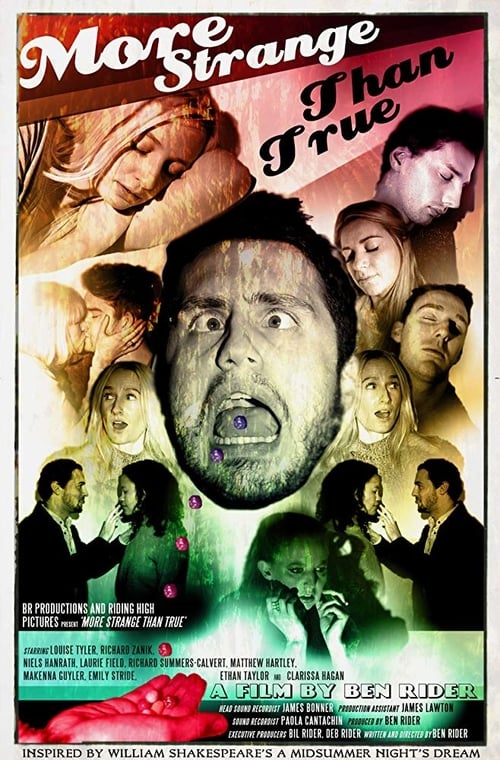 More
Strange
Than
True
BR PRODUCTIONS AND RIDING HIGH
PICTURES PRESENT "MORE STRANGE THAN TRUE"
STARRING LOUISE TYLER, RICHARD ZANIK,
NIELS HANRATH, LAURIE FIELD, RICHARD SUMMERS-CALVERT, MATTHEW HARTLEY,
MAKENNA GUYLER, EMILY STRIDE, ETHAN TAYLOR AND CLARISSA HAGAN
A FILM BY BEN RIDER
HEAD SOUND RECORDIST JAMES BONNER PRODUCTION ASSISTANT JAMES LAWTON
SOUND RECORDIST PAOLA CANTACHIN PRODUCED BY BEN RIDER
EXECUTIVE PRODUCERS BIL RIDER, DEB RIDER WRITTEN AND DIRECTED BY BEN RIDER
INSPIRED BY WILLIAM SHAKESPEARE'S A MIDSUMMER NIGHT'S DREAM